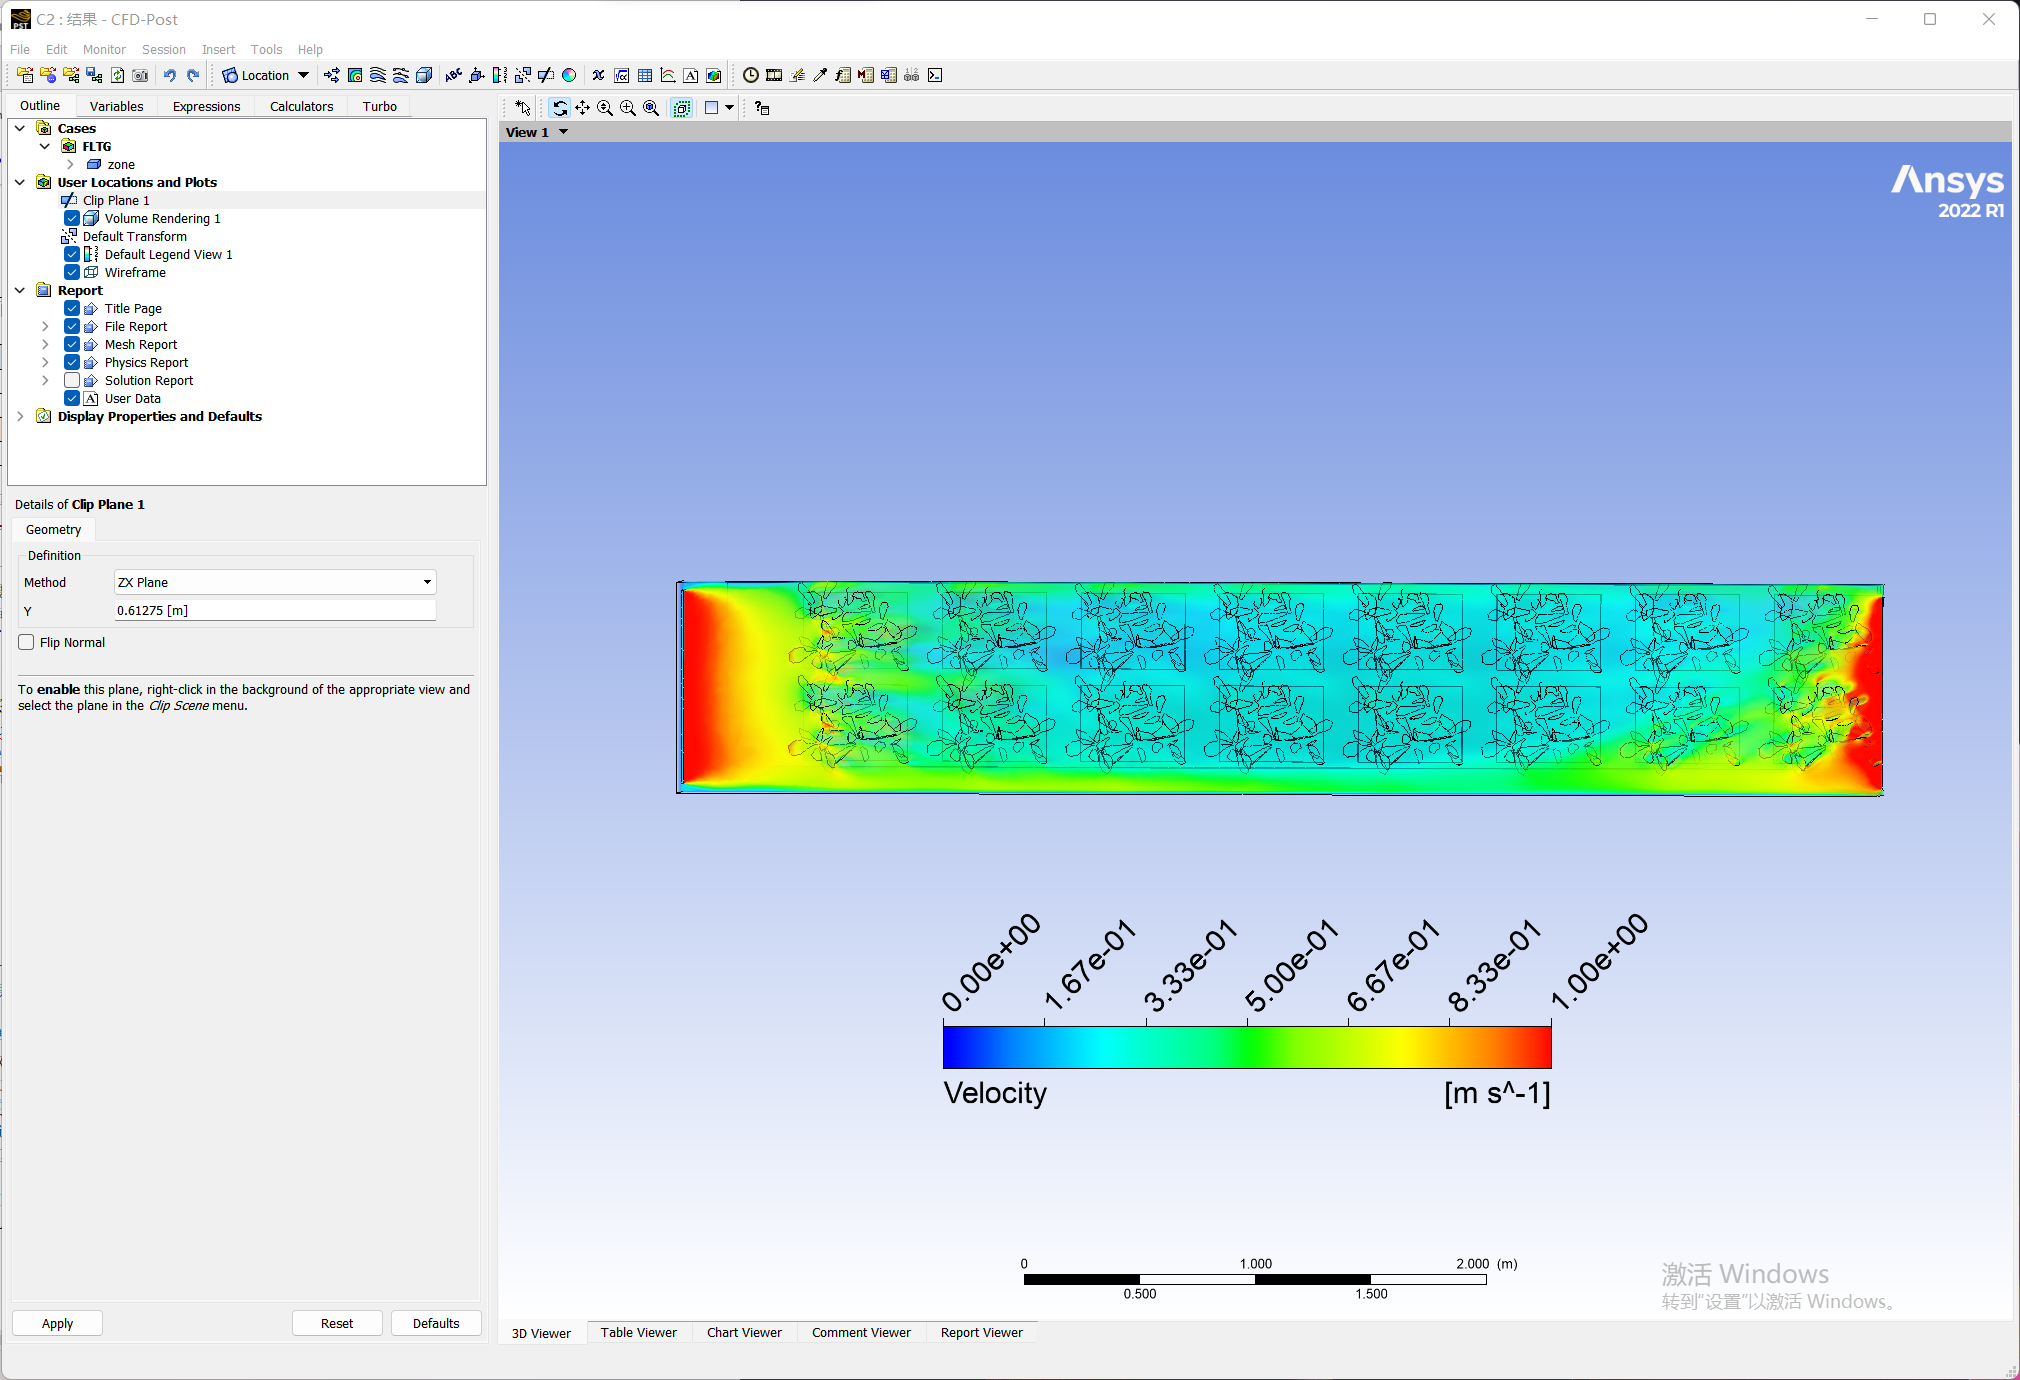 C2 : 结果 - CFD-Post
File Edit Monitor Session Insert Tools Help
Location
Outline Variables Expressions Calculators Turbo
Cases
FLTG
zone
User Locations and Plots
Clip Plane 1
Volume Rendering 1
Default Transform
Default Legend View 1
Wireframe
Report
Title Page
File Report
Mesh Report
Physics Report
Solution Report
User Data
Display Properties and Defaults
Details of Clip Plane 1
Geometry
Definition
Method ZX Plane
Y 0.61275 [m]
Flip Normal
To enable this plane, right-click in the background of the appropriate view and
select the plane in the Clip Scene menu.
Apply Reset Defaults
View 1
Ansys
2022 R1
0.00e+00 1.67e-01 3.33e-01 5.00e-01 6.67e-01 8.33e-01 1.00e+00
Velocity [m s^-1]
0 1.000 2.000 (m)
0.500 1.500
激活 Windows
转到"设置"以激活 Windows。
3D Viewer Table Viewer Chart Viewer Comment Viewer Report Viewer